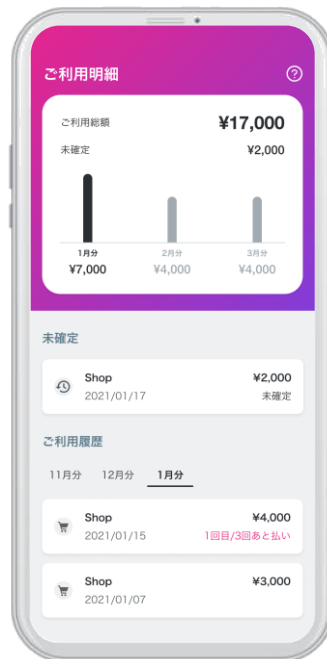 ご利用明細
ご利用総額 ¥17,000
未確定 ¥2,000
1月分 2月分 3月分
¥7,000 ¥4,000 ¥4,000
未確定
Shop ¥2,000
2021/01/17 未確定
ご利用履歴
11月分 12月分 1月分
Shop ¥4,000
2021/01/15 1回目/3回あと払い
Shop ¥3,000
2021/01/07